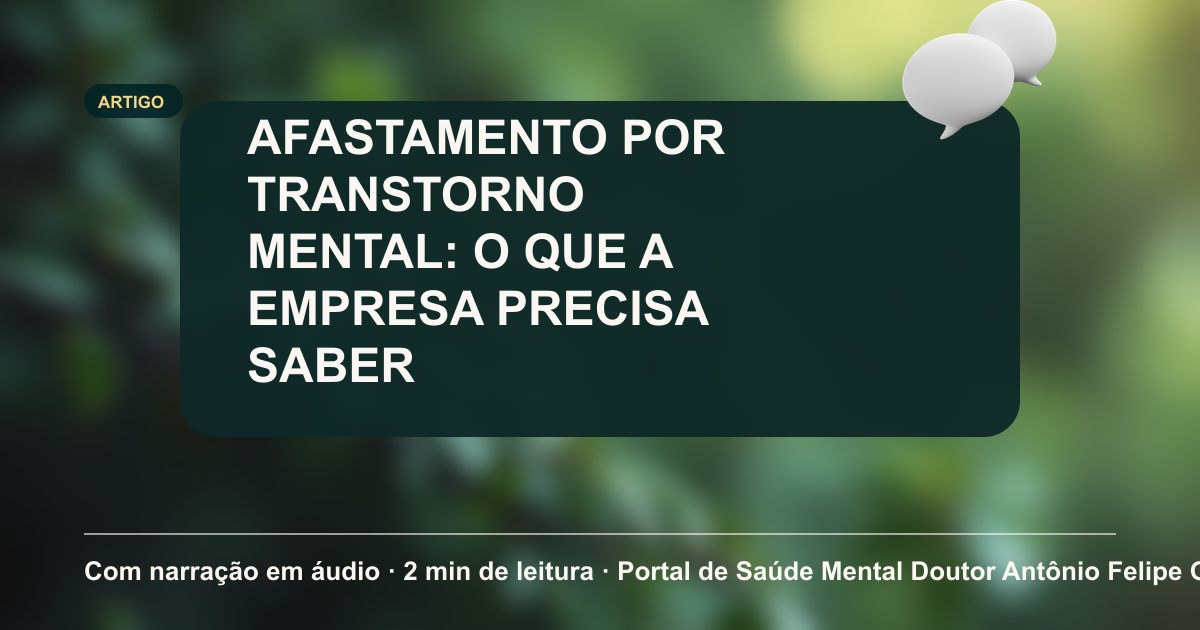 ARTIGO
AFASTAMENTO POR
TRANSTORNO
MENTAL: O QUE A
EMPRESA PRECISA
SABER
Com narração em áudio · 2 min de leitura · Portal de Saúde Mental Doutor Antônio Felipe